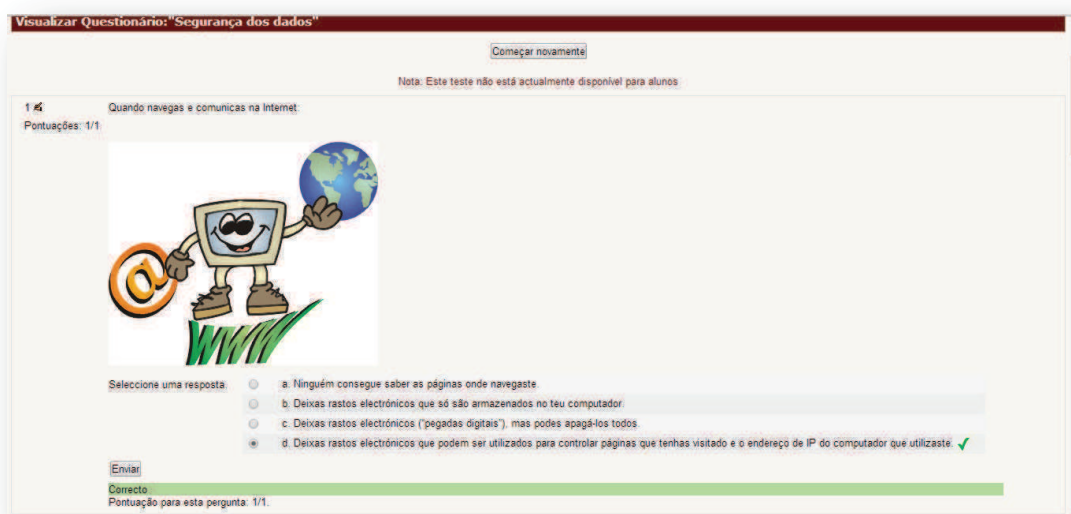 Visualizar Questionário:"Segurança dos dados"
Começar novamente
Nota: Este teste não está actualmente disponível para alunos
1
Quando navegas e comunicas na Internet:
Pontuações: 1/1
@
WWW
Seleccione uma resposta.
a. Ninguém consegue saber as páginas onde navegaste.
b. Deixas rastos electrónicos que só são armazenados no teu computador.
c. Deixas rastos electrónicos ("pegadas digitais"), mas podes apagá-los todos.
d. Deixas rastos electrónicos que podem ser utilizados para controlar páginas que tenhas visitado e o endereço de IP do computador que utilizaste.
Enviar
Correcto
Pontuação para esta pergunta: 1/1.